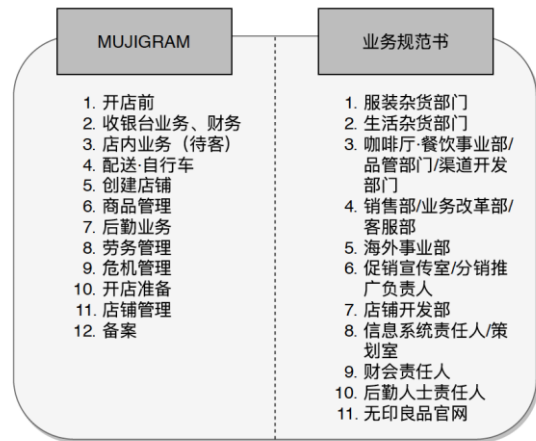 MUJIGRAM
1. 开店前
2. 收银台业务、财务
3. 店内业务（待客）
4. 配送·自行车
5. 创建店铺
6. 商品管理
7. 后勤业务
8. 劳务管理
9. 危机管理
10. 开店准备
11. 店铺管理
12. 备案
业务规范书
1. 服装杂货部门
2. 生活杂货部门
3. 咖啡厅·餐饮事业部/
品管部门/渠道开发
部门
4. 销售部/业务改革部/
客服部
5. 海外事业部
6. 促销宣传室/分销推
广负责人
7. 店铺开发部
8. 信息系统责任人/策
划室
9. 财会责任人
10. 后勤人士责任人
11. 无印良品官网